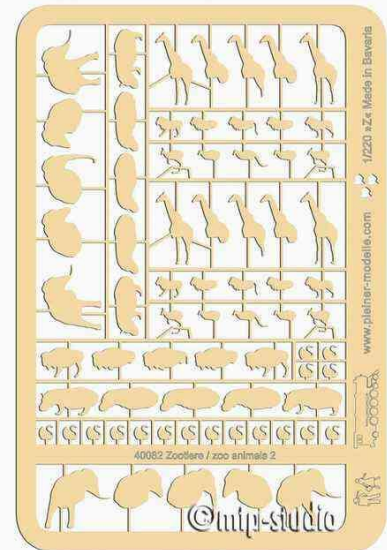 1/220 »Z« Made in Bavaria
www.pleiner-modelle.com
40082 Zootiere / zoo animals 2
©mip-studio